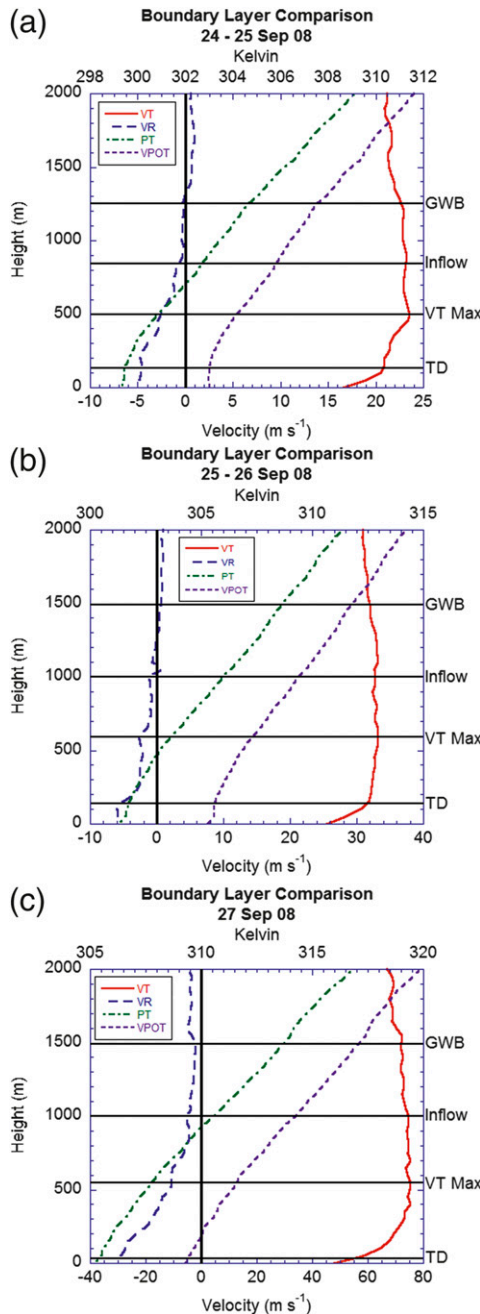 (a)
Boundary Layer Comparison
24 - 25 Sep 08
Kelvin
298 300 302 304 306 308 310 312
2000
1500
1000
500
0
Height (m)
VT
VR
PT
VPOT
GWB
Inflow
VT Max
TD
-10 -5 0 5 10 15 20 25
Velocity (m s-1)
(b)
Boundary Layer Comparison
25 - 26 Sep 08
Kelvin
300 305 310 315
2000
1500
1000
500
0
Height (m)
VT
VR
PT
VPOT
GWB
Inflow
VT Max
TD
-10 0 10 20 30 40
Velocity (m s-1)
(c)
Boundary Layer Comparison
27 Sep 08
Kelvin
305 310 315 320
2000
1500
1000
500
0
Height (m)
VT
VR
PT
VPOT
GWB
Inflow
VT Max
TD
-40 -20 0 20 40 60 80
Velocity (m s-1)